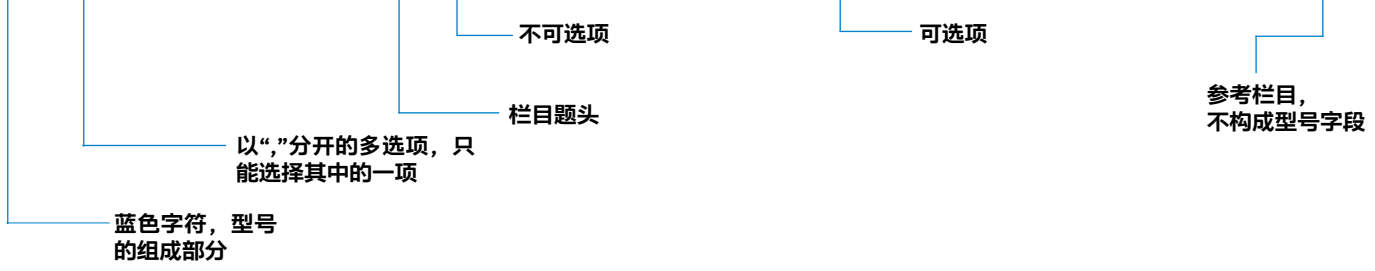 不可选项
可选项
栏目题头
参考栏目，
不构成型号字段
以“,”分开的多选项，只
能选择其中的一项
蓝色字符，型号
的组成部分